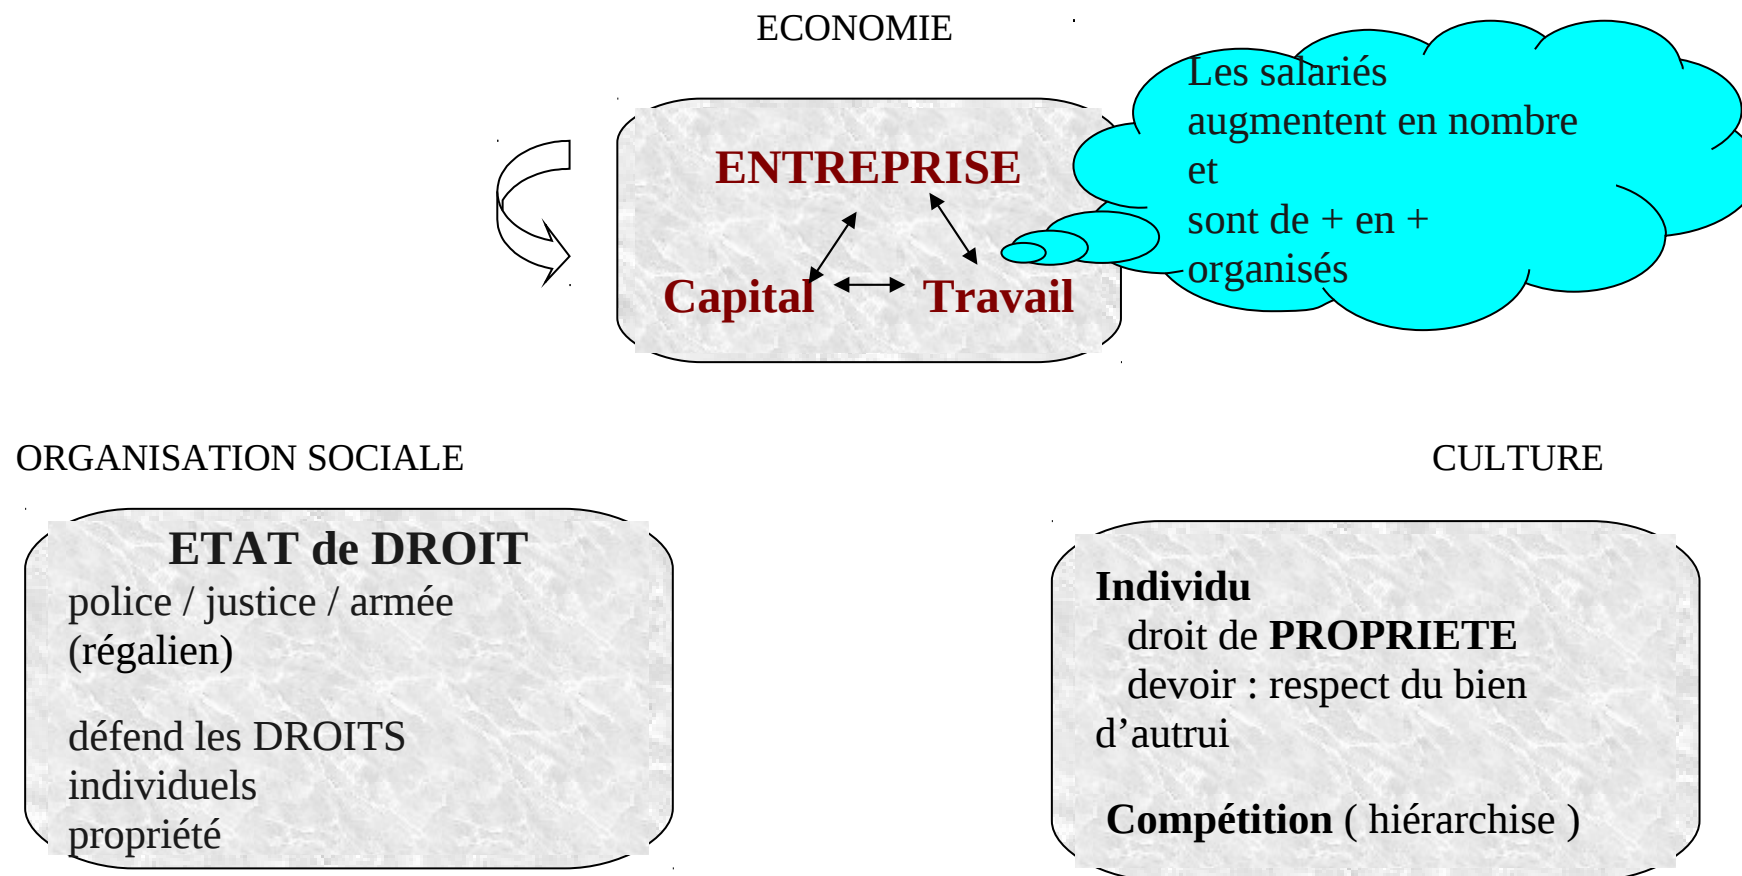 ECONOMIE
Les salariés
augmentent en nombre
et
sont de + en +
organisés
ENTREPRISE
Capital
Travail
ORGANISATION SOCIALE
CULTURE
ETAT de DROIT
police / justice / armée
(régalien)
défend les DROITS
individuels
propriété
Individu
droit de PROPRIETE
devoir : respect du bien
d’autrui
Compétition ( hiérarchise )